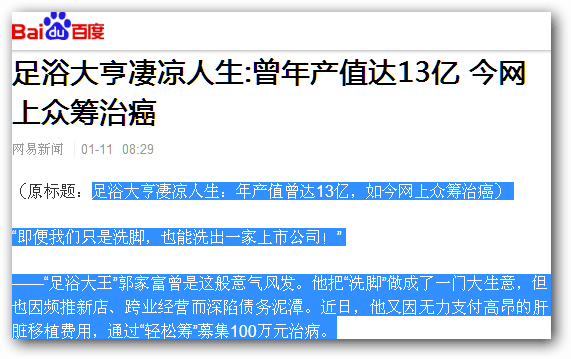 Bai du 百度
足浴大亨凄凉人生:曾年产值达13亿 今网
上众筹治癌
网易新闻 01-11 08:29
（原标题：足浴大亨凄凉人生：年产值曾达13亿，如今网上众筹治癌）
“即便我们只是洗脚，也能洗出一家上市公司！”
——“足浴大王”郭家富曾是这般意气风发。他把“洗脚”做成了一门大生意，但
也因频推新店、跨业经营而深陷债务泥潭。近日，他又因无力支付高昂的肝
脏移植费用，通过“轻松筹”募集100万元治病。